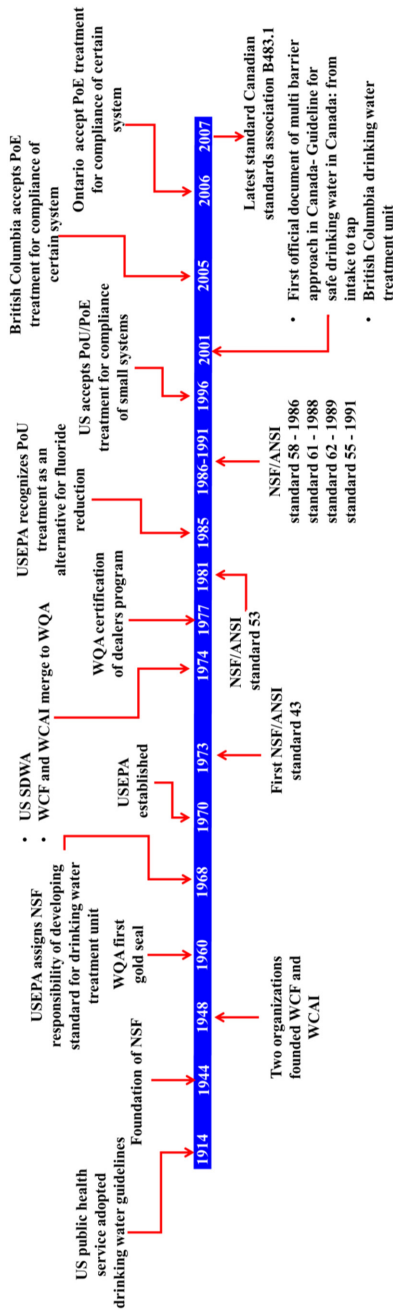 US public health
service adopted
drinking water guidelines
Foundation of NSF
USEPA assigns NSF
responsibility of developing
standard for drinking water
treatment unit
WQA first
gold seal
• US SDWA
• WCF and WCAI merge to WQA
USEPA
established
WQA certification
of dealers program
USEPA recognizes PoU
treatment as an
alternative for fluoride
reduction
US accepts PoU/PoE
treatment for compliance
of small systems
British Columbia accepts PoE
treatment for compliance of
certain system
Ontario accept PoE treatment
for compliance of certain
system
1914
1944
1948
1960
1968
1970
1973
1974
1977
1981
1985
1986-1991
1996
2001
2005
2006
2007
Two organizations
founded WCF and
WCAI
First NSF/ANSI
standard 43
NSF/ANSI
standard 53
NSF/ANSI
standard 58 - 1986
standard 61 - 1988
standard 62 - 1989
standard 55 - 1991
• First official document of multi barrier
approach in Canada- Guideline for
safe drinking water in Canada: from
intake to tap
• British Columbia drinking water
treatment unit
Latest standard Canadian
standards association B483.1